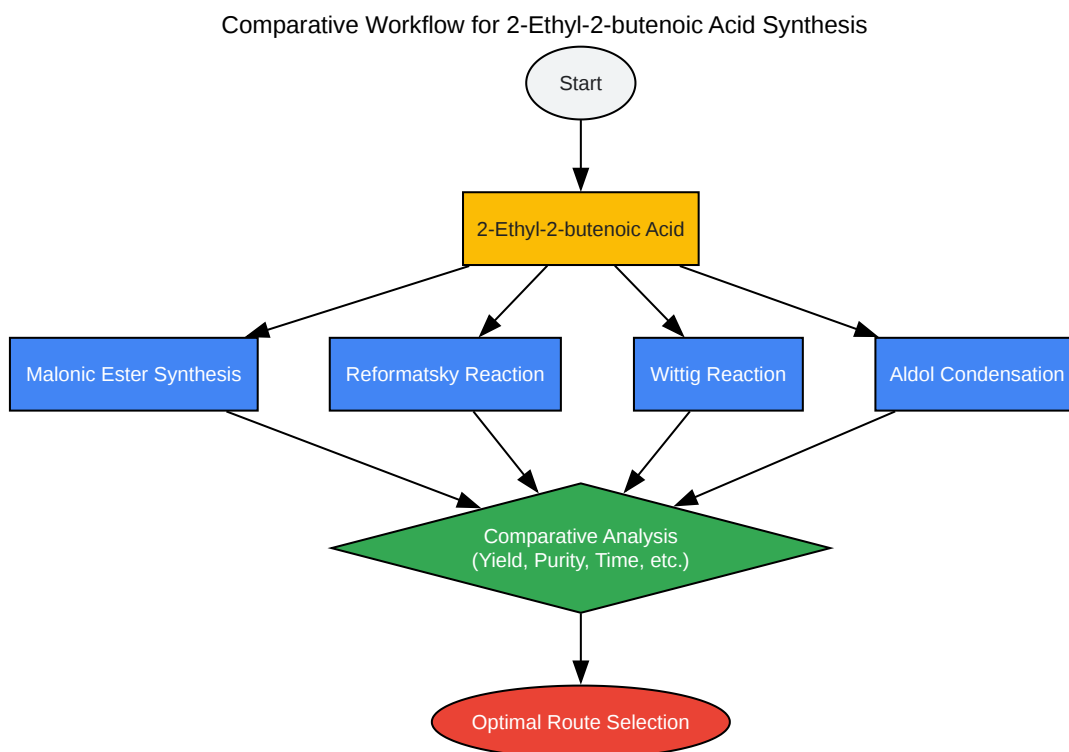 Comparative Workflow for 2-Ethyl-2-butenoic Acid Synthesis
Start
2-Ethyl-2-butenoic Acid
Malonic Ester Synthesis
Reformatsky Reaction
Wittig Reaction
Aldol Condensation
Comparative Analysis
(Yield, Purity, Time, etc.)
Optimal Route Selection